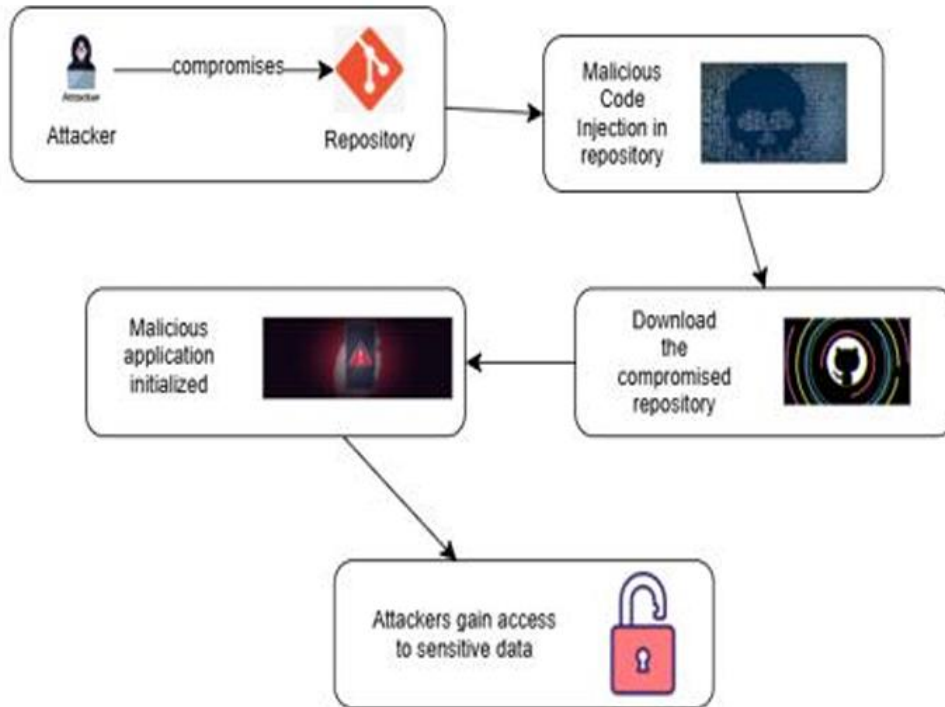 compromises
Attacker
Attacker
Repository
Malicious
Code
Injection in
repository
Download
the
compromised
repository
Malicious
application
initialized
Attackers gain access
to sensitive data